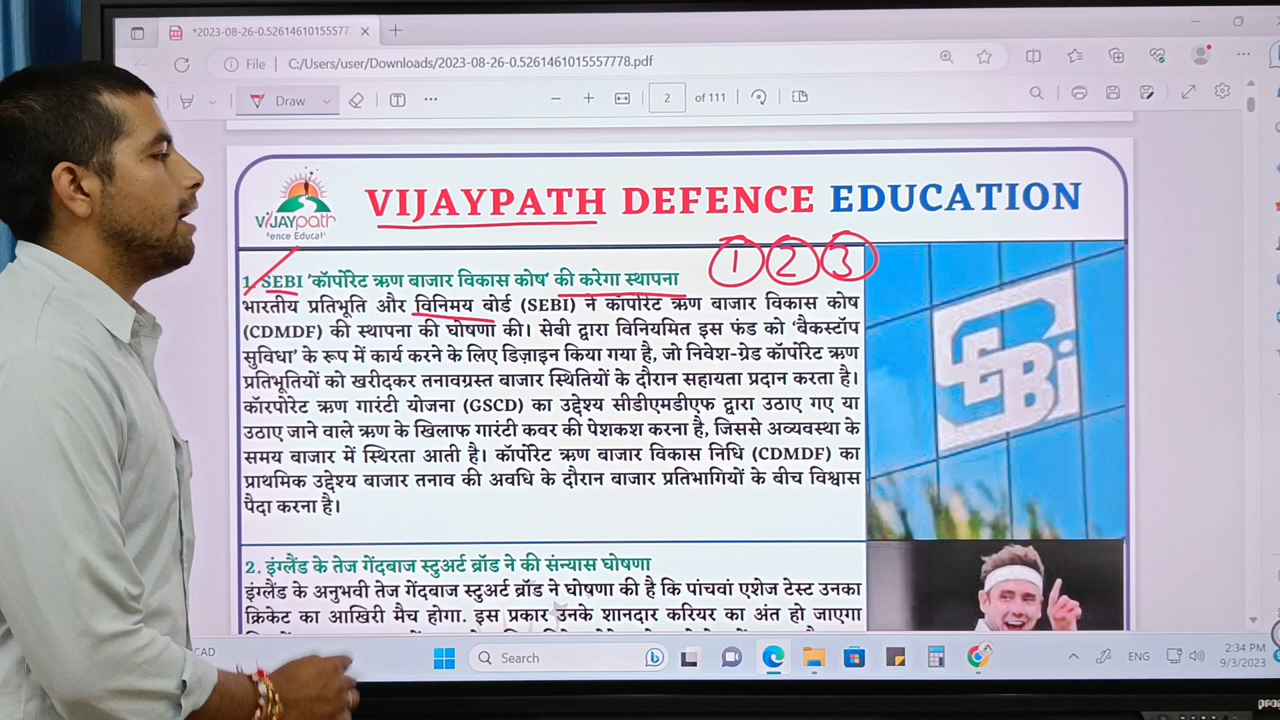 *2023-08-26-0.52614610155577
File
C:/Users/user/Downloads/2023-08-26-0.5261461015557778.pdf
Draw
2 of 111
VIJAYPATH DEFENCE EDUCATION
VIJAYpath
ence Educat
1 2 3
1. SEBI 'कॉर्पोरेट ऋण बाजार विकास कोष' की करेगा स्थापना
भारतीय प्रतिभूति और विनिमय बोर्ड (SEBI) ने कॉर्पोरेट ऋण बाजार विकास कोष
(CDMDF) की स्थापना की घोषणा की। सेबी द्वारा विनियमित इस फंड को 'बैकस्टॉप
सुविधा' के रूप में कार्य करने के लिए डिज़ाइन किया गया है, जो निवेश-ग्रेड कॉर्पोरेट ऋण
प्रतिभूतियों को खरीदकर तनावग्रस्त बाजार स्थितियों के दौरान सहायता प्रदान करता है।
कॉरपोरेट ऋण गारंटी योजना (GSCD) का उद्देश्य सीडीएमडीएफ द्वारा उठाए गए या
उठाए जाने वाले ऋण के खिलाफ गारंटी कवर की पेशकश करना है, जिससे अव्यवस्था के
समय बाजार में स्थिरता आती है। कॉर्पोरेट ऋण बाजार विकास निधि (CDMDF) का
प्राथमिक उद्देश्य बाजार तनाव की अवधि के दौरान बाजार प्रतिभागियों के बीच विश्वास
पैदा करना है।
SEBi
2. इंग्लैंड के तेज गेंदबाज स्टुअर्ट ब्रॉड ने की संन्यास घोषणा
इंग्लैंड के अनुभवी तेज गेंदबाज स्टुअर्ट ब्रॉड ने घोषणा की है कि पांचवां एशेज टेस्ट उनका
क्रिकेट का आखिरी मैच होगा. इस प्रकार उनके शानदार करियर का अंत हो जाएगा
CAD
Search
ENG
2:34 PM
9/3/2023